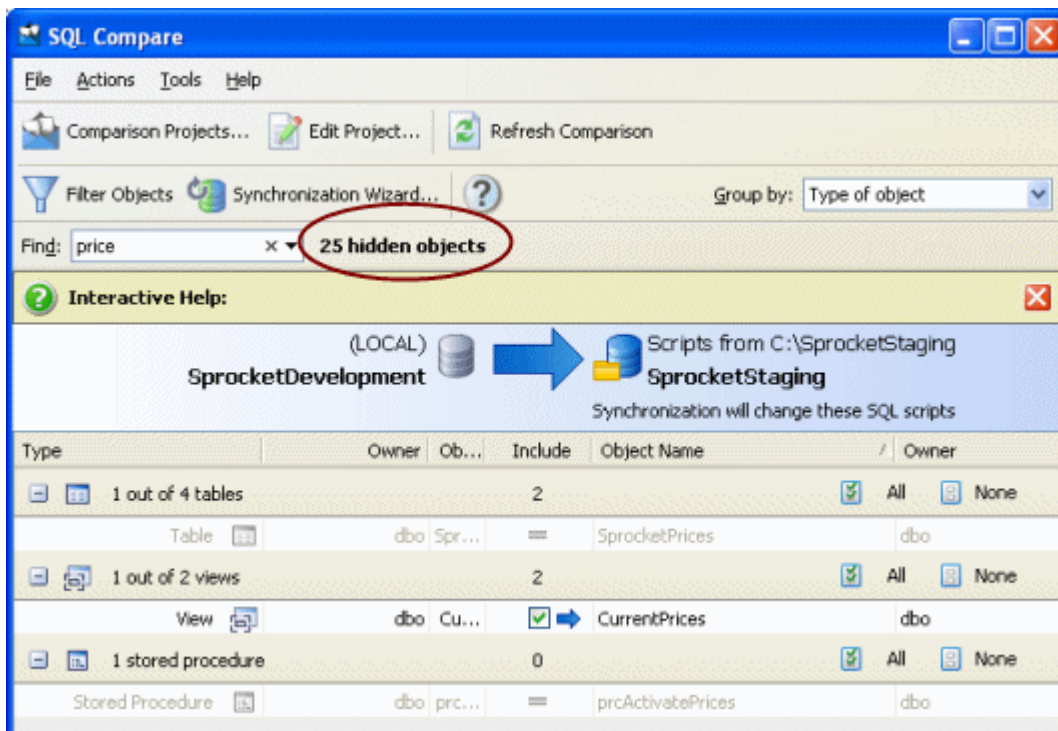 SQL Compare
File Actions Tools Help
Comparison Projects... Edit Project... Refresh Comparison
Filter Objects Synchronization Wizard... Group by: Type of object
Find: price 25 hidden objects
Interactive Help:
(LOCAL) Scripts from C:\SprocketStaging
SprocketDevelopment SprocketStaging
Synchronization will change these SQL scripts
Type Owner Ob... Include Object Name Owner
1 out of 4 tables 2 All None
Table dbo Spr... SprocketPrices dbo
1 out of 2 views 2 All None
View dbo Cu... CurrentPrices dbo
1 stored procedure 0 All None
Stored Procedure dbo prc... prcActivatePrices dbo